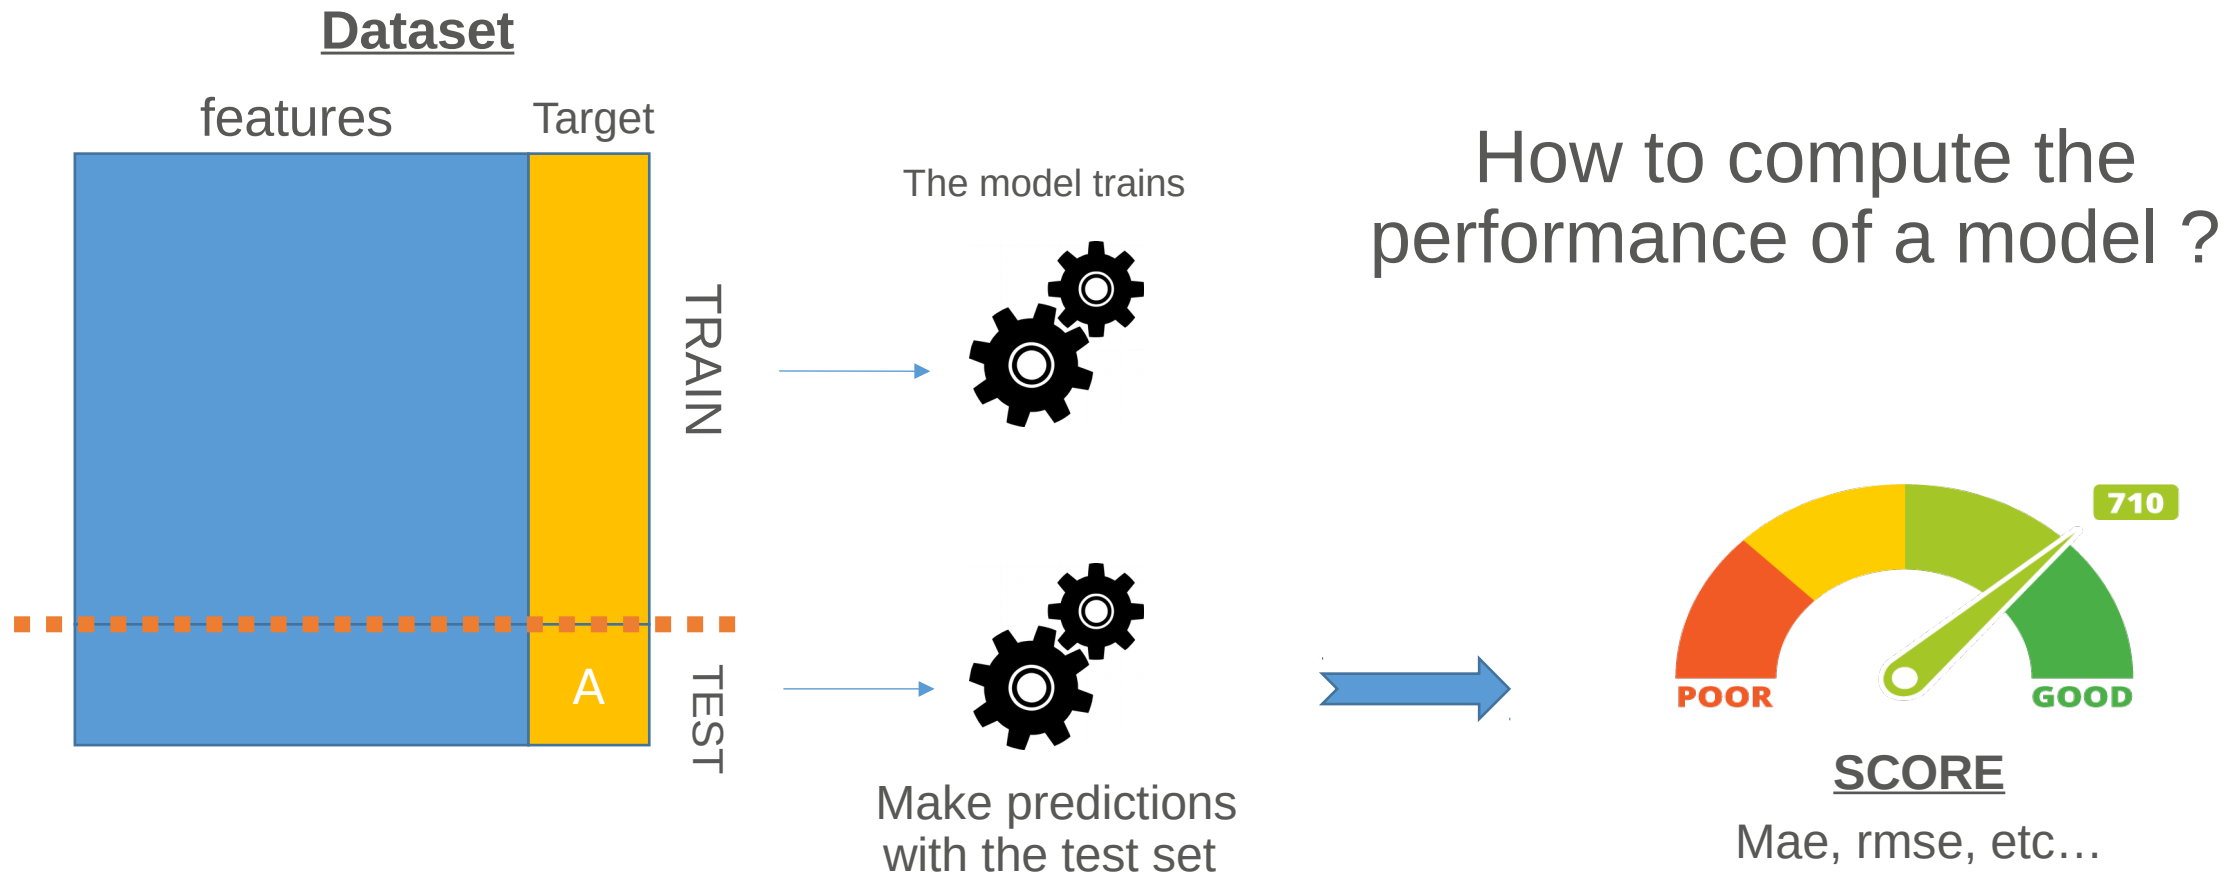 Dataset
features
Target
TRAIN
TEST
A
The model trains
Make predictions
with the test set
How to compute the
performance of a model ?
710
POOR
GOOD
SCORE
Mae, rmse, etc…